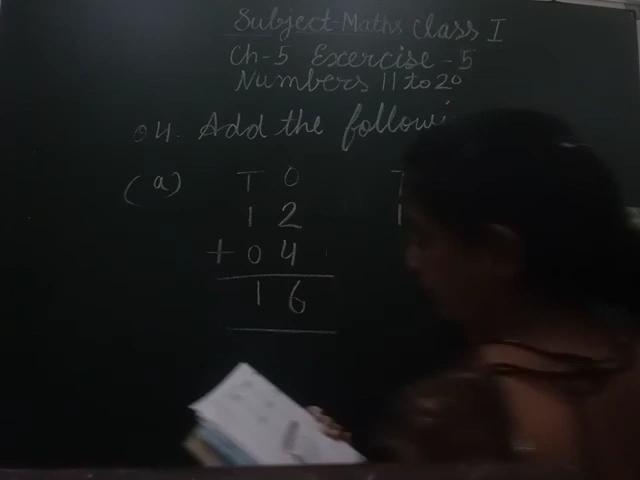 Subject-Maths Class I
Ch-5 Exercise-5
Numbers 11 to 20
Q4. Add the
(a) T O T
1 2 1
+ 0 4
1 6